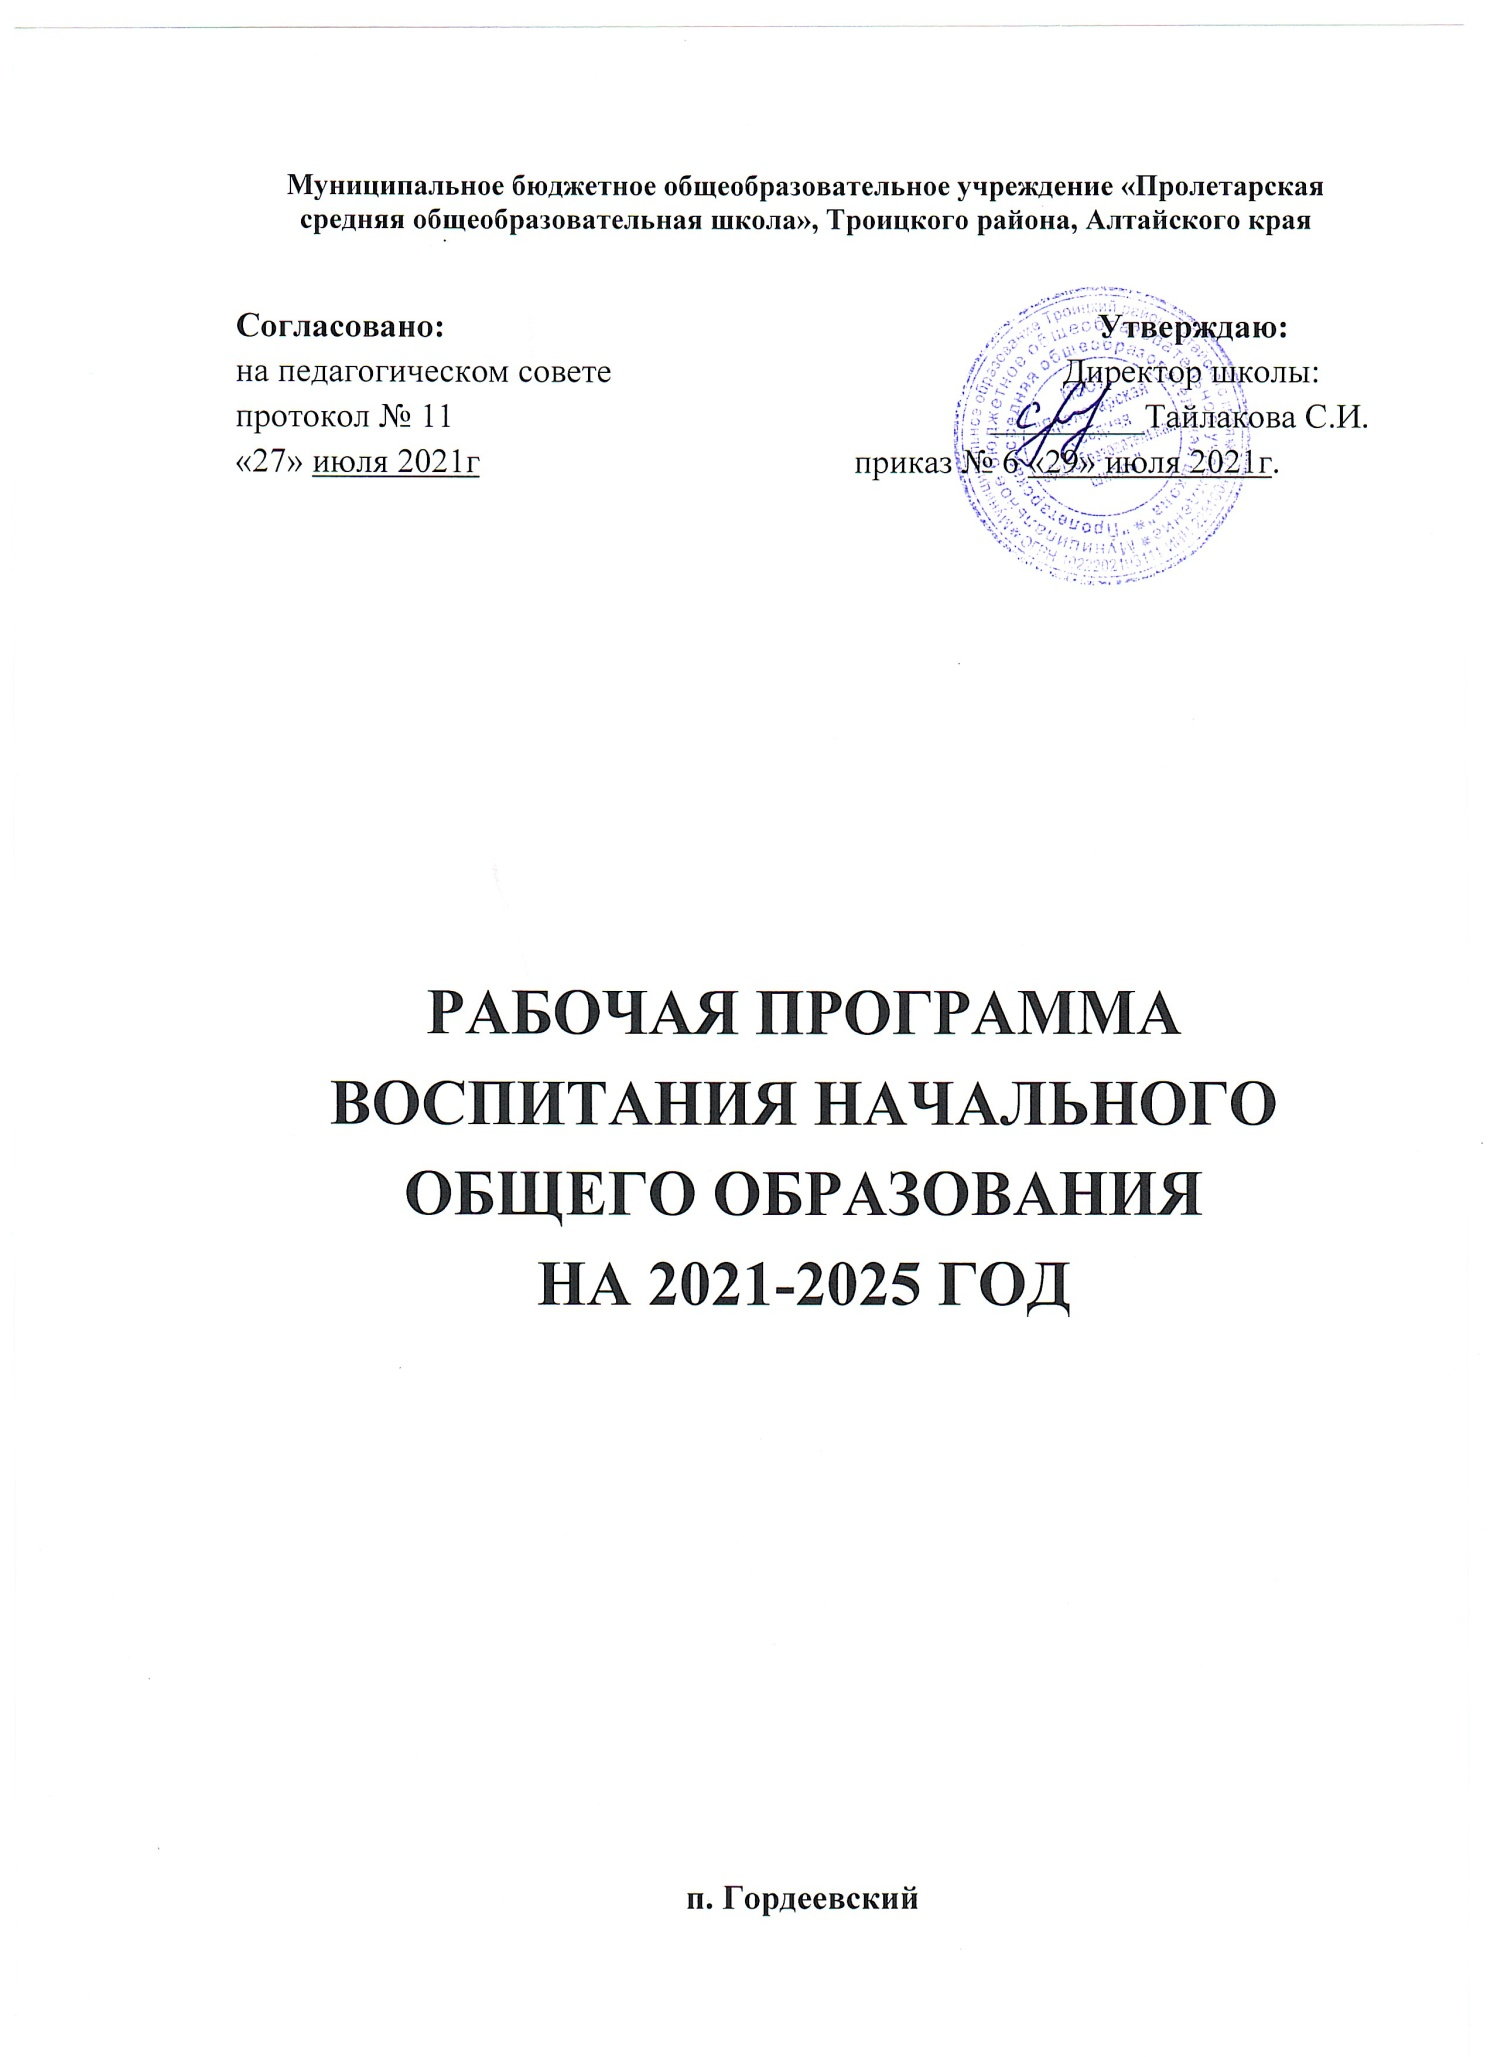 Муниципальное бюджетное общеобразовательное учреждение «Пролетарская
средняя общеобразовательная школа», Троицкого района, Алтайского края
Согласовано:
Утверждаю:
на педагогическом совете
Директор школы:
протокол № 11
Тайлакова С.И.
«27» июля 2021г
приказ № 6 «29» июля 2021г.
РАБОЧАЯ ПРОГРАММА
ВОСПИТАНИЯ НАЧАЛЬНОГО
ОБЩЕГО ОБРАЗОВАНИЯ
НА 2021-2025 ГОД
п. Гордеевский